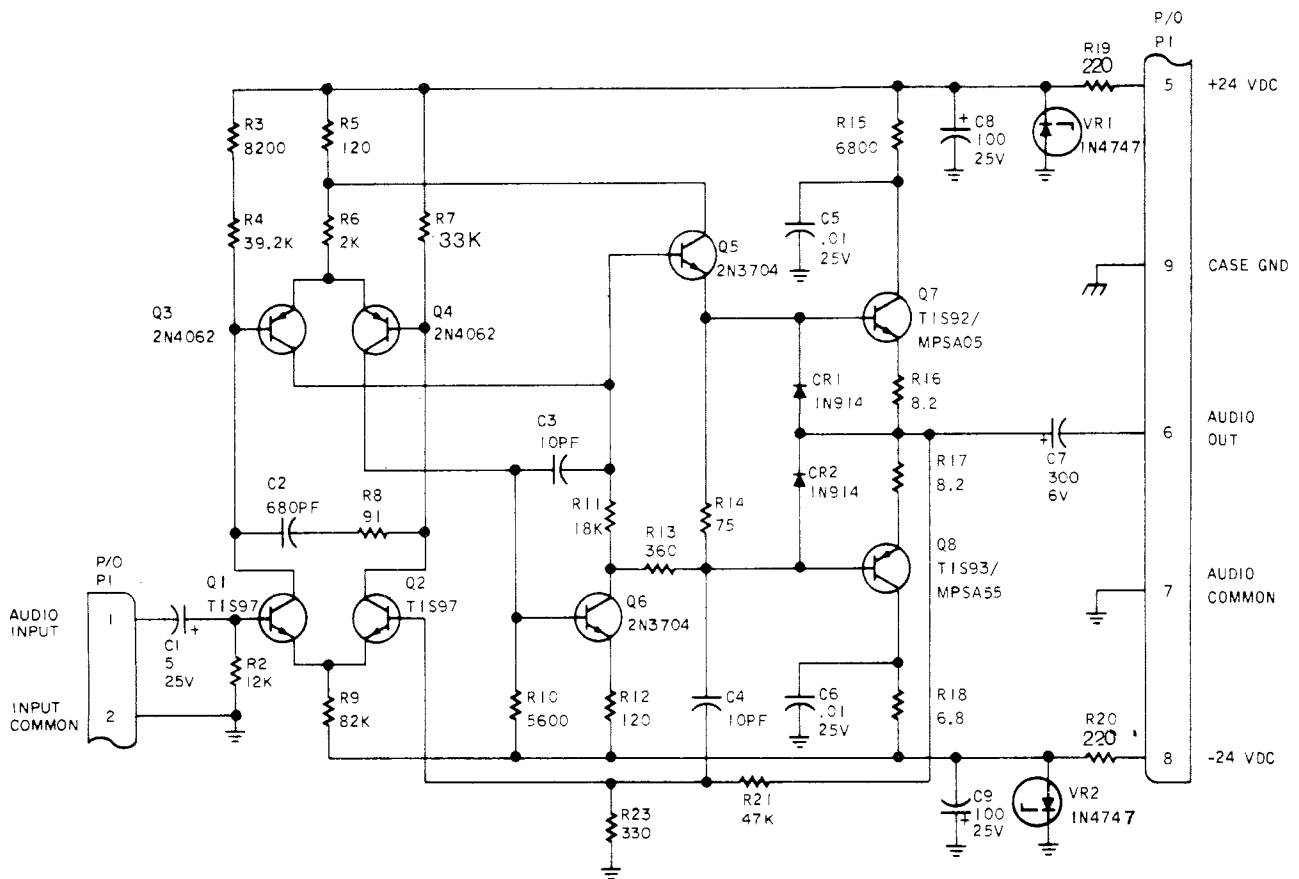 P/O
P1
R19
220
5
+24 VDC
R3
8200
R5
120
R15
6800
+
C8
100
25V
VR1
1N4747
R4
39.2K
R6
2K
R7
33K
C5
.01
25V
Q5
2N3704
9
CASE GND
Q3
2N4062
Q4
2N4062
Q7
TIS92/
MPSA05
CR1
1N914
R16
8.2
AUDIO
OUT
6
+
C7
300
6V
C3
10PF
CR2
1N914
R17
8.2
C2
680PF
R8
91
R11
18K
R14
75
R13
360
Q8
TIS93/
MPSA55
P/O
P1
Q1
TIS97
Q2
TIS97
7
AUDIO
COMMON
AUDIO
INPUT
1
+
C1
5
25V
R2
12K
Q6
2N3704
INPUT
COMMON
2
R9
82K
R10
5600
R12
120
C4
10PF
C6
.01
25V
R18
6.8
R20
220
8
-24 VDC
R21
47K
C9
+
100
25V
VR2
1N4747
R23
330